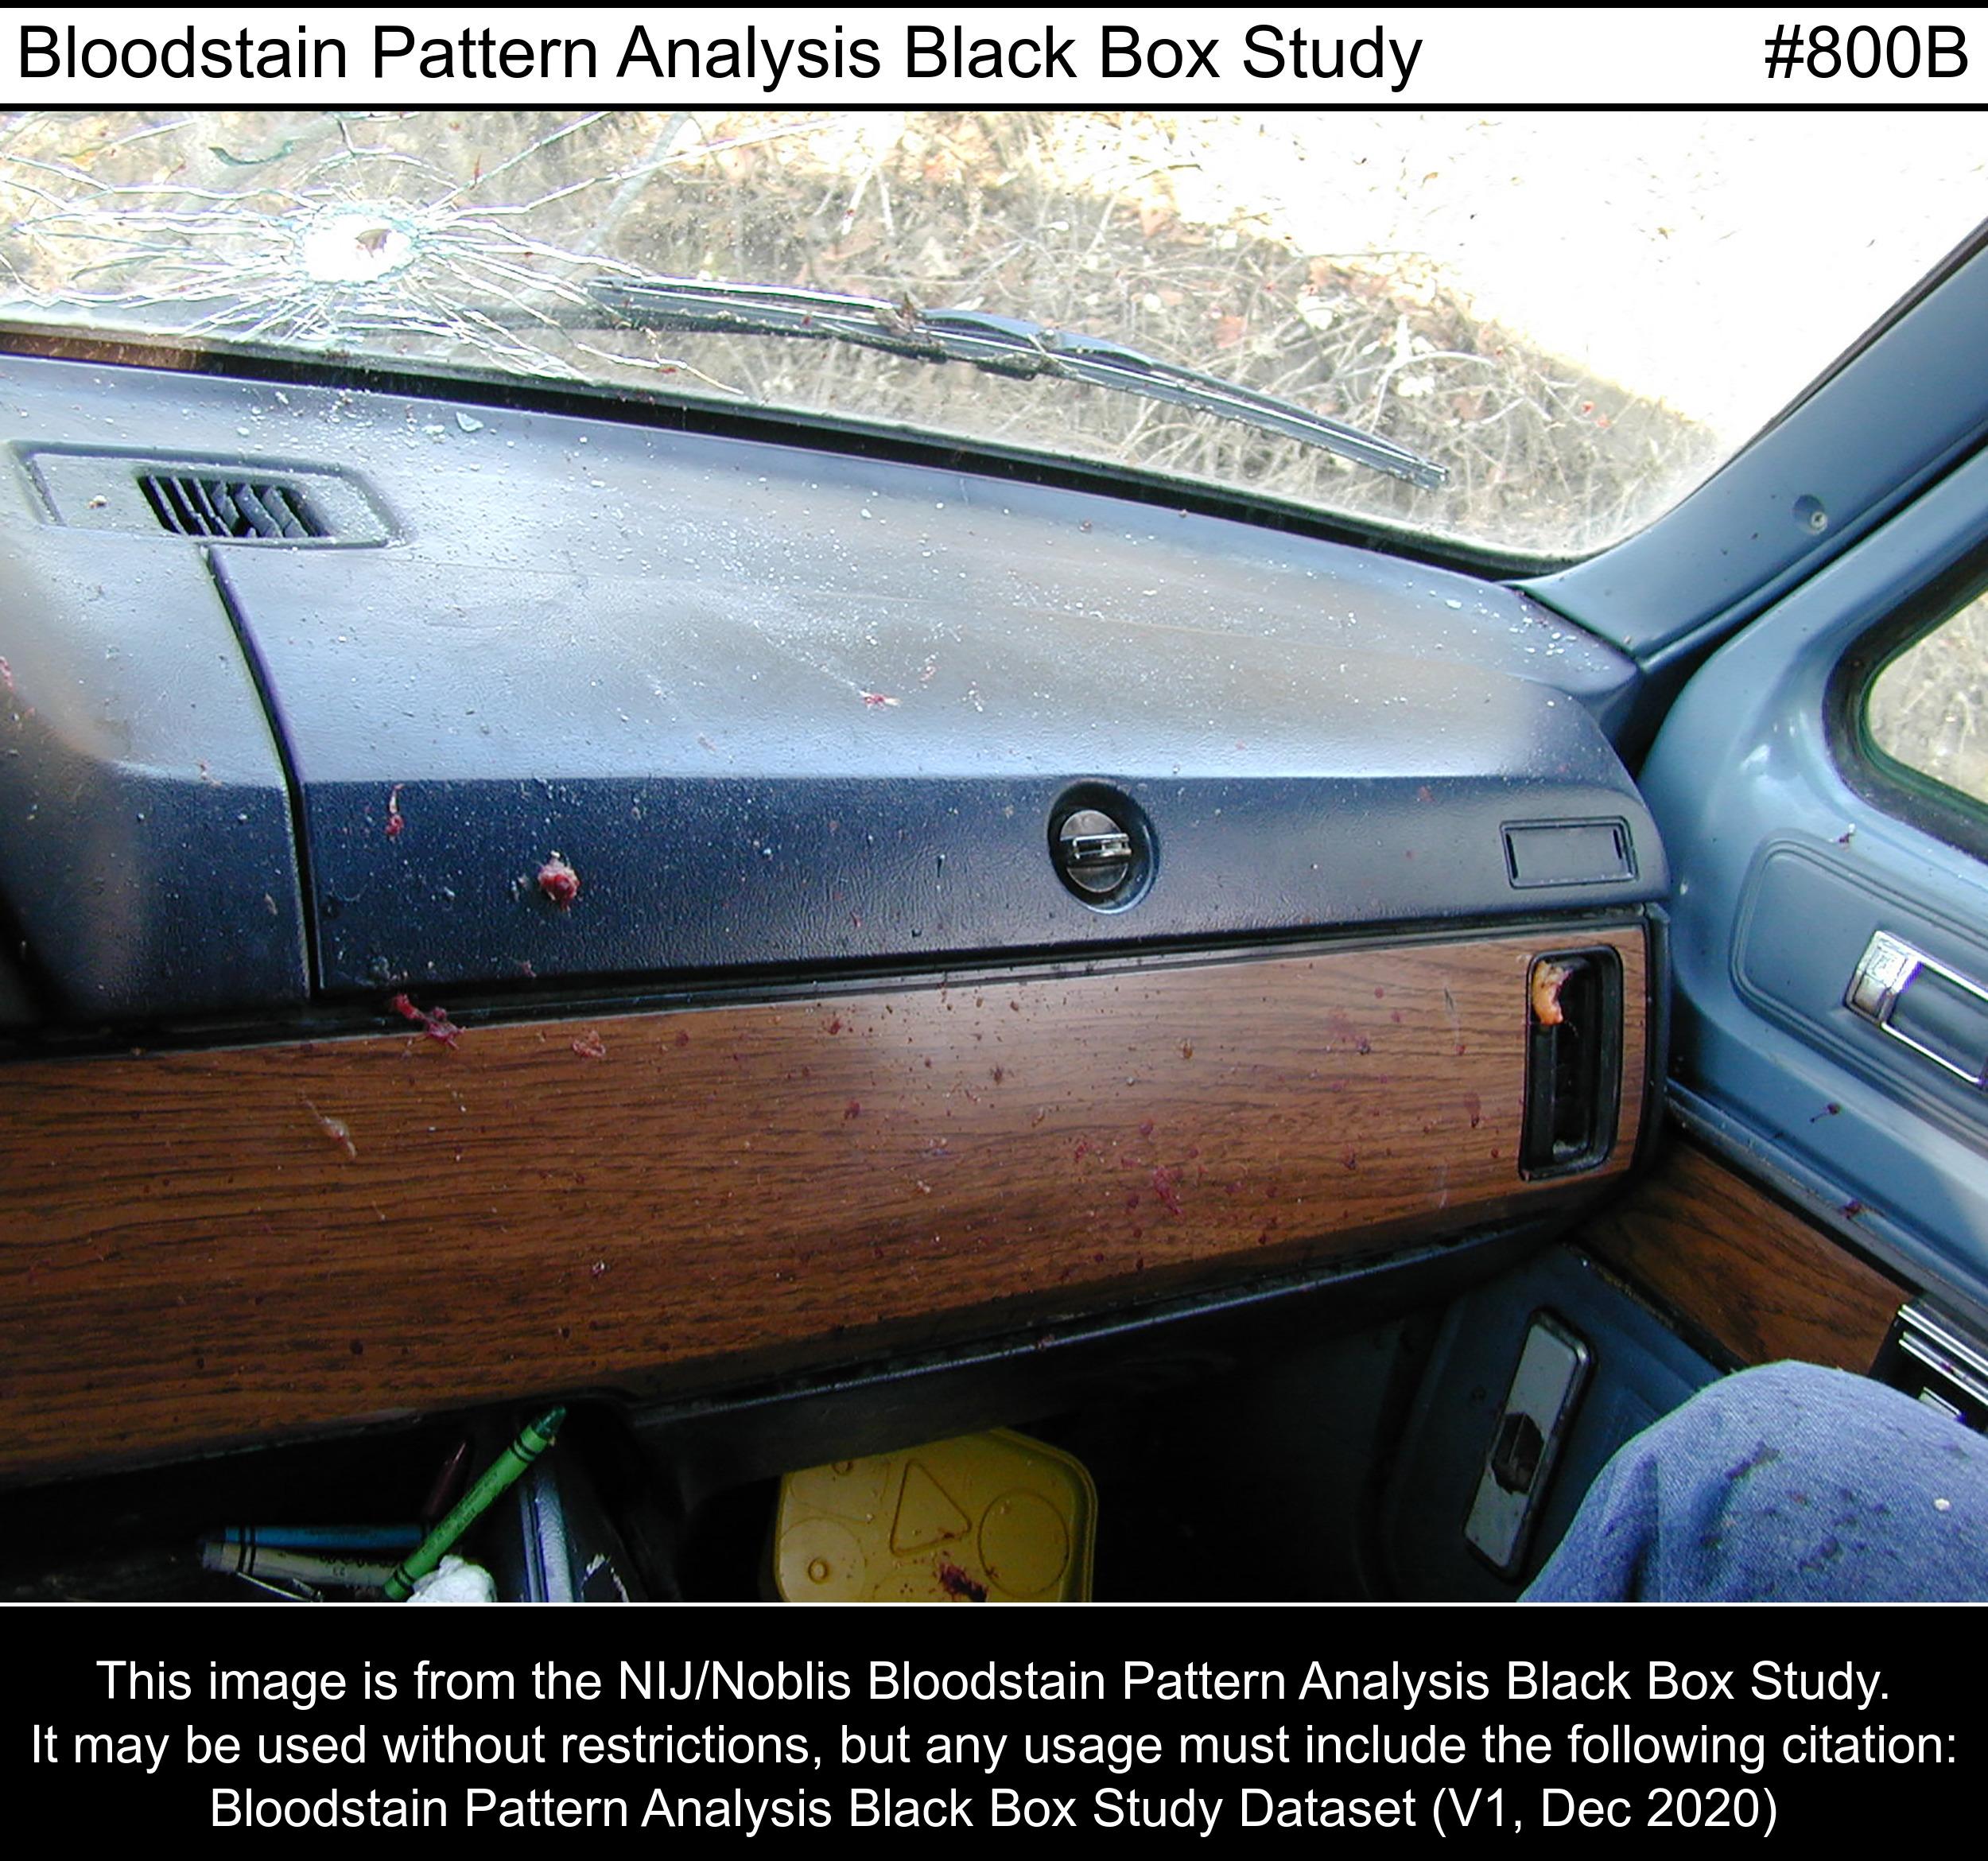 Bloodstain Pattern Analysis Black Box Study #800B
This image is from the NIJ/Noblis Bloodstain Pattern Analysis Black Box Study.
It may be used without restrictions, but any usage must include the following citation:
Bloodstain Pattern Analysis Black Box Study Dataset (V1, Dec 2020)